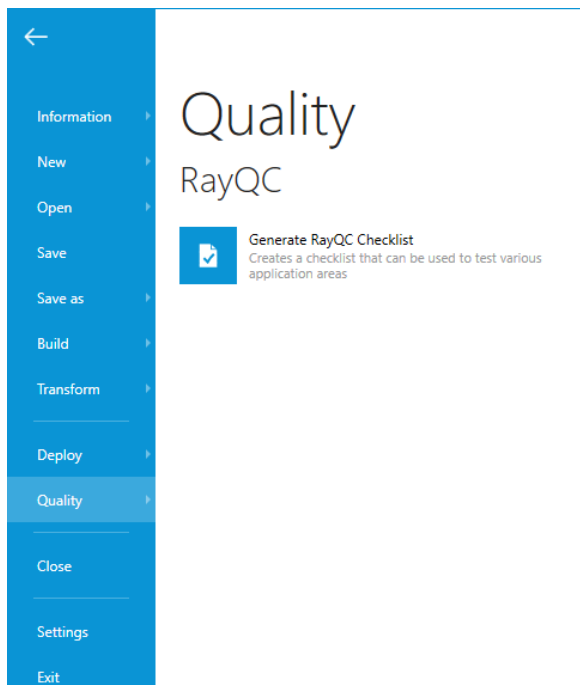 Information
New
Open
Save
Save as
Build
Transform
Deploy
Quality
Close
Settings
Exit
Quality
RayQC
Generate RayQC Checklist
Creates a checklist that can be used to test various
application areas